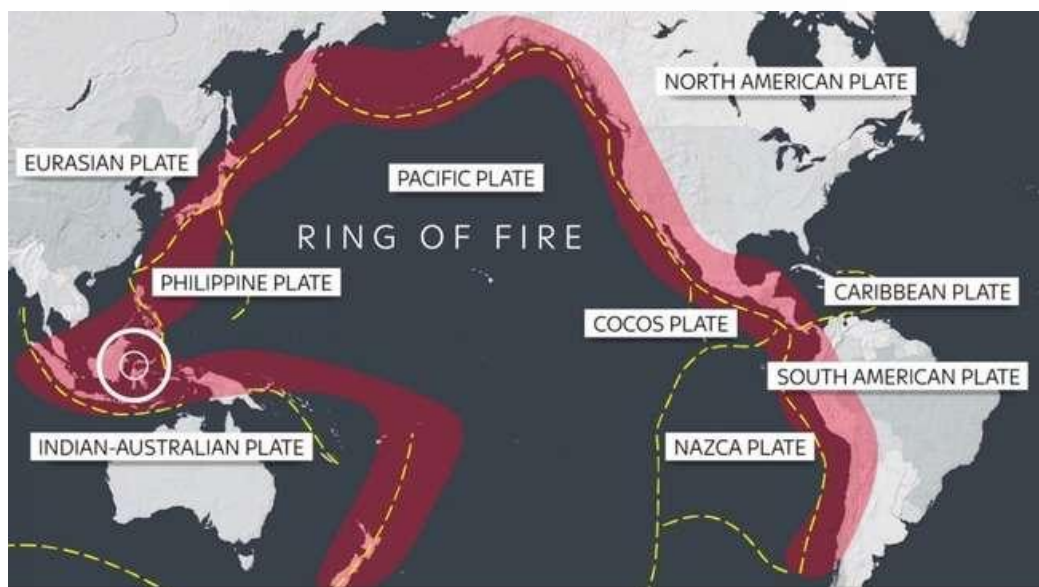 NORTH AMERICAN PLATE
EURASIAN PLATE
PACIFIC PLATE
RING OF FIRE
PHILIPPINE PLATE
CARIBBEAN PLATE
COCOS PLATE
SOUTH AMERICAN PLATE
INDIAN-AUSTRALIAN PLATE
NAZCA PLATE